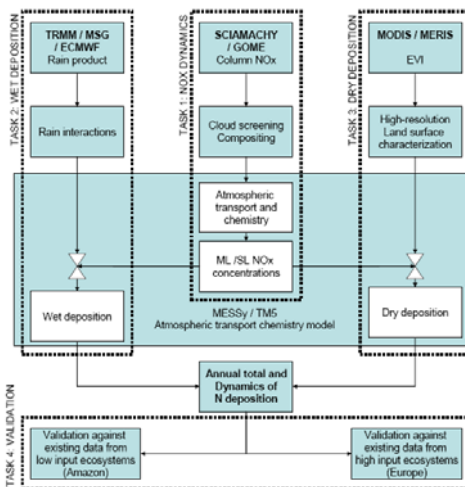 TASK 2: WET DEPOSITION
TRMM / MSG
/ ECMWF
Rain product
Rain interactions
TASK 1: NOX DYNAMICS
SCIAMACHY
/ GOME
Column NOx
Cloud screening
Compositing
TASK 3: DRY DEPOSITION
MODIS / MERIS
EVI
High-resolution
Land surface
characterization
Atmospheric
transport and
chemistry
ML /SL NOx
concentrations
Wet deposition
MESSy / TM5
Atmospheric transport chemistry model
Dry deposition
Annual total and
Dynamics of
N deposition
TASK 4: VALIDATION
Validation against
existing data from
low input ecosystems
(Amazon)
Validation against
existing data from
high input ecosystems
(Europe)